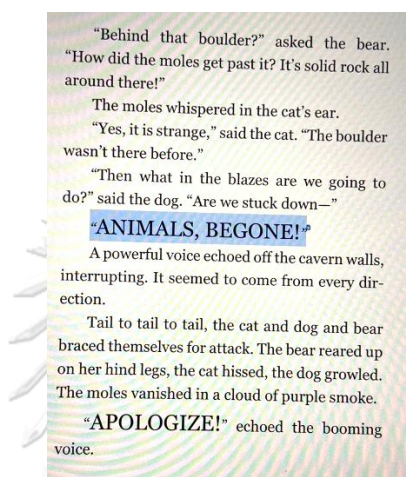 “Behind that boulder?” asked the bear.
“How did the moles get past it? It’s solid rock all
around there!”
The moles whispered in the cat’s ear.
“Yes, it is strange,” said the cat. “The boulder
wasn’t there before.”
“Then what in the blazes are we going to
do?” said the dog. “Are we stuck down—”
“ANIMALS, BEGONE!”
A powerful voice echoed off the cavern walls,
interrupting. It seemed to come from every dir-
ection.
Tail to tail to tail, the cat and dog and bear
braced themselves for attack. The bear reared up
on her hind legs, the cat hissed, the dog growled.
The moles vanished in a cloud of purple smoke.
“APOLOGIZE!” echoed the booming
voice.